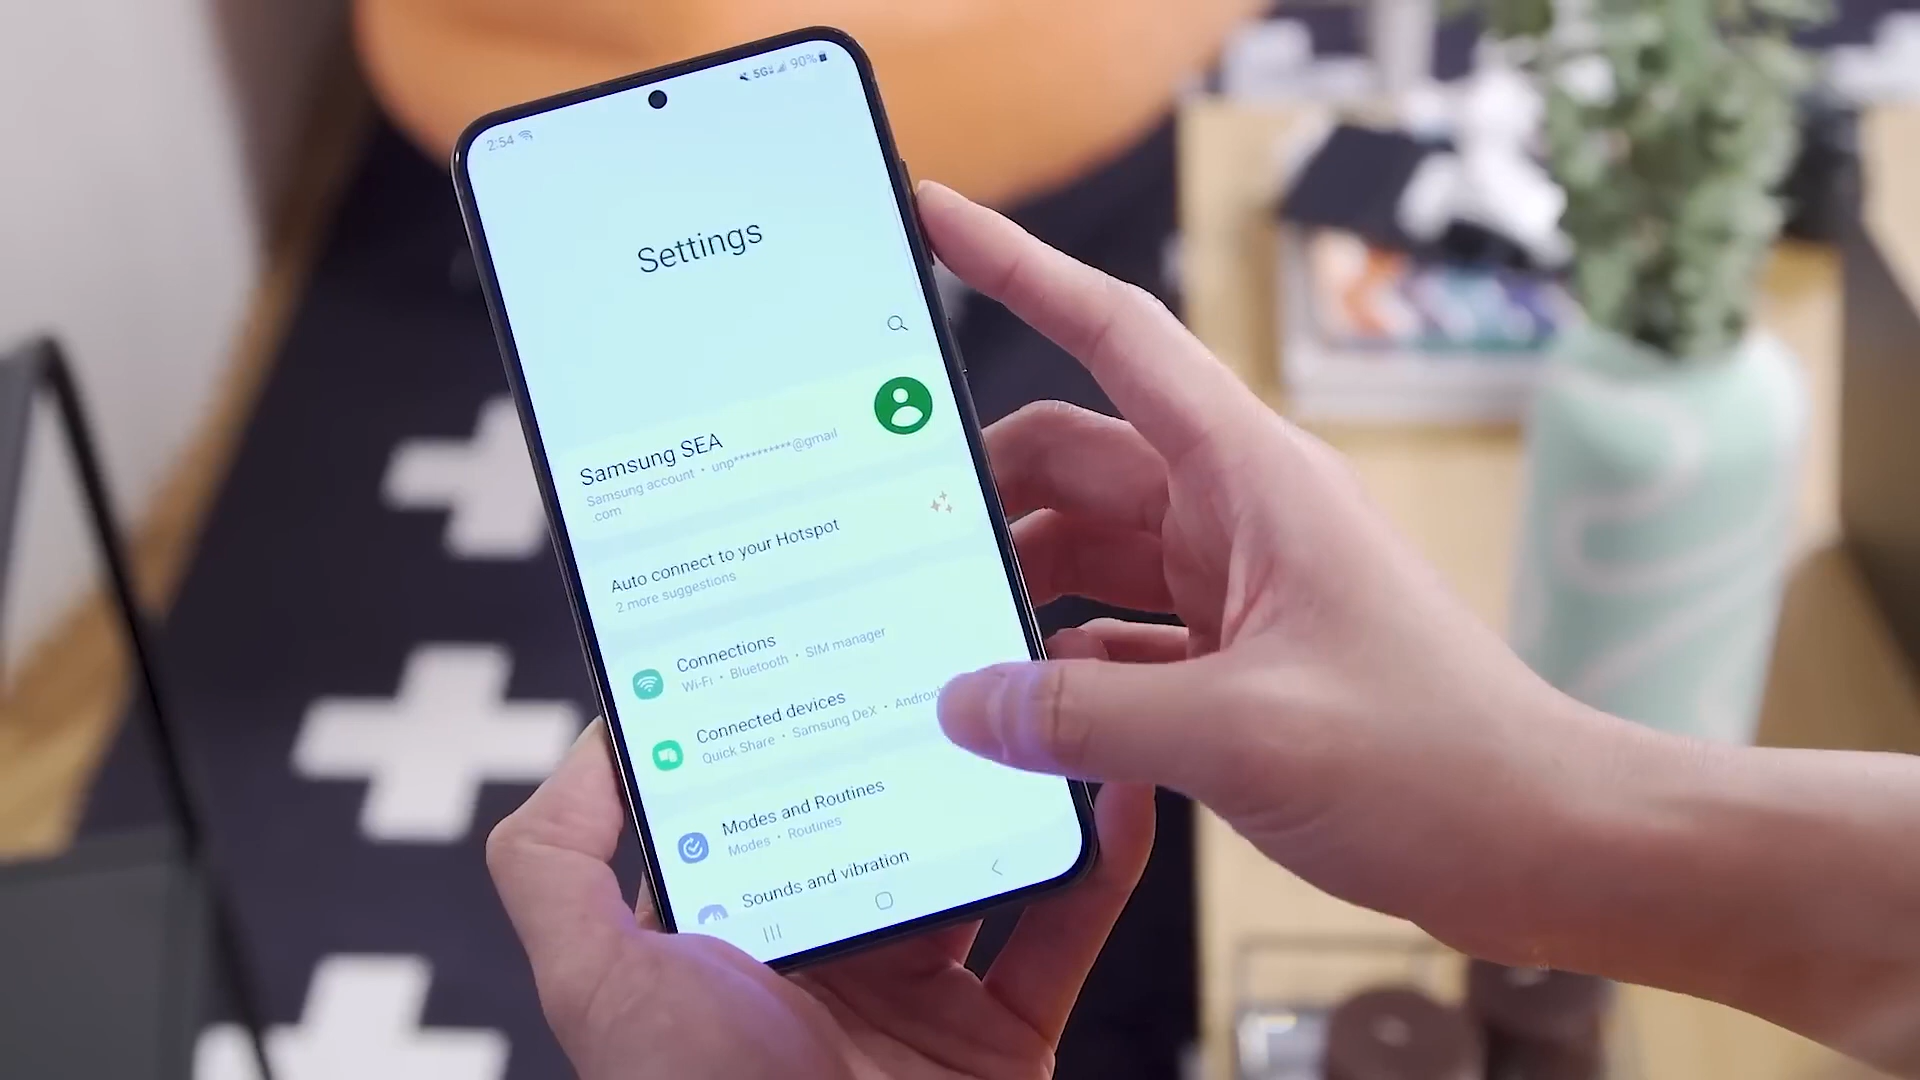 2:54
5G 90%
Settings
Samsung SEA
Samsung account • unp**********@gmail
.com
Auto connect to your Hotspot
2 more suggestions
Connections
Wi-Fi • Bluetooth • SIM manager
Connected devices
Quick Share • Samsung DeX • Android
Modes and Routines
Modes • Routines
Sounds and vibration